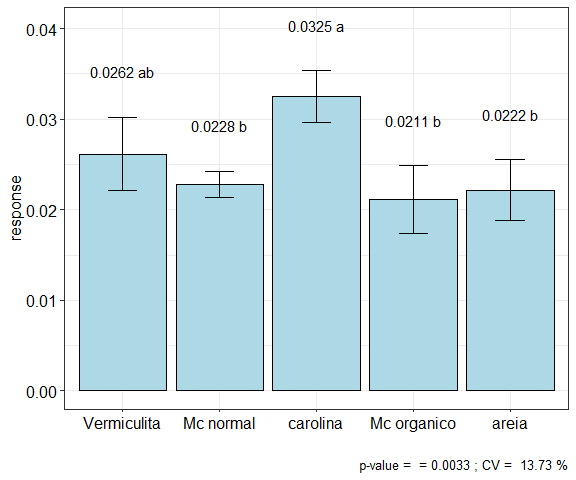 0.04
0.03
0.02
0.01
0.00
response
0.0262 ab
0.0228 b
0.0325 a
0.0211 b
0.0222 b
Vermiculita
Mc normal
carolina
Mc organico
areia
p-value =  = 0.0033 ; CV =  13.73 %